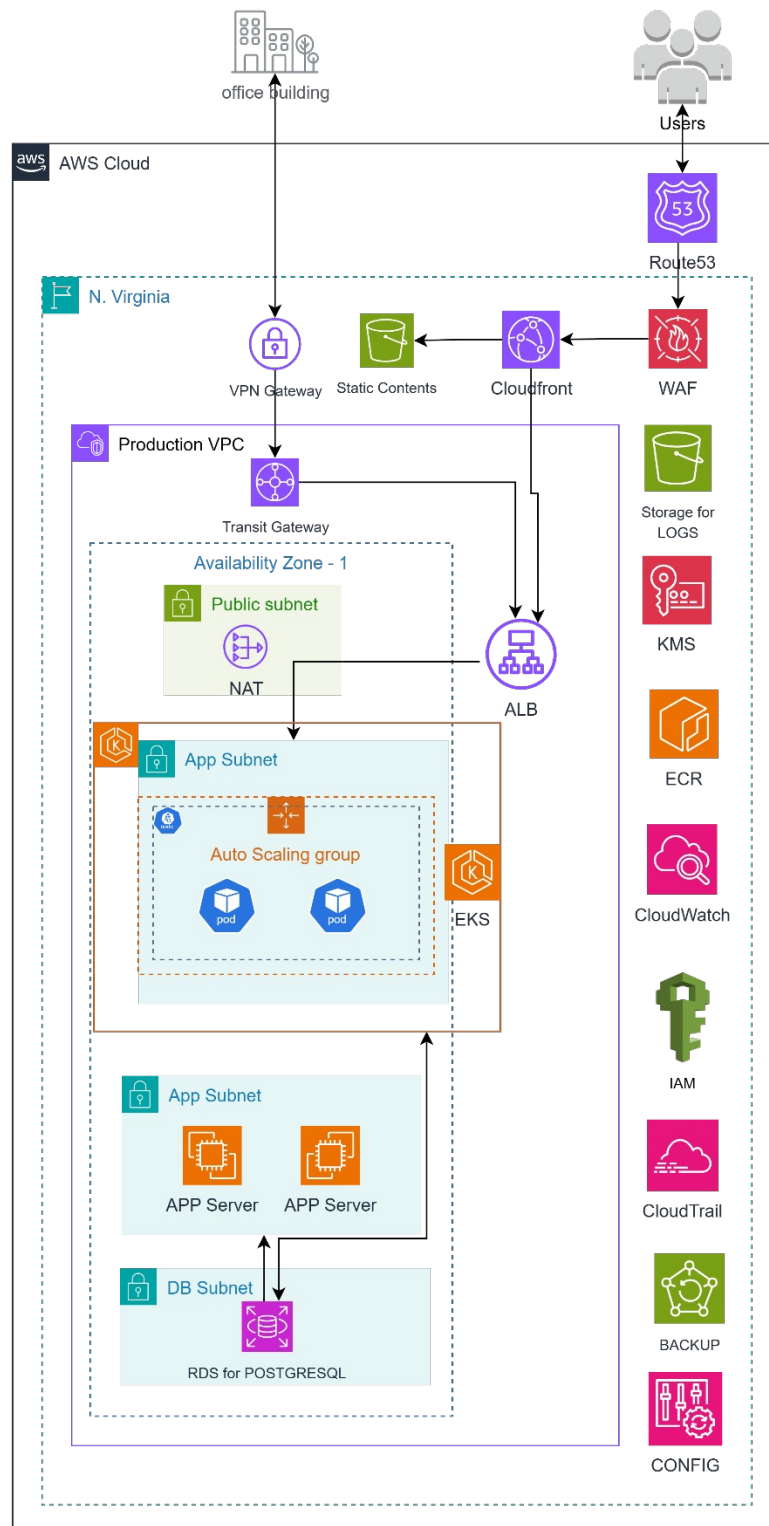 office building
Users
aws
AWS Cloud
53
Route53
N. Virginia
VPN Gateway
Static Contents
Cloudfront
WAF
Production VPC
Transit Gateway
Storage for
LOGS
Availability Zone - 1
Public subnet
NAT
ALB
KMS
App Subnet
ECR
Auto Scaling group
pod
pod
K
K
EKS
CloudWatch
IAM
App Subnet
APP Server
APP Server
CloudTrail
DB Subnet
RDS for POSTGRESQL
BACKUP
CONFIG